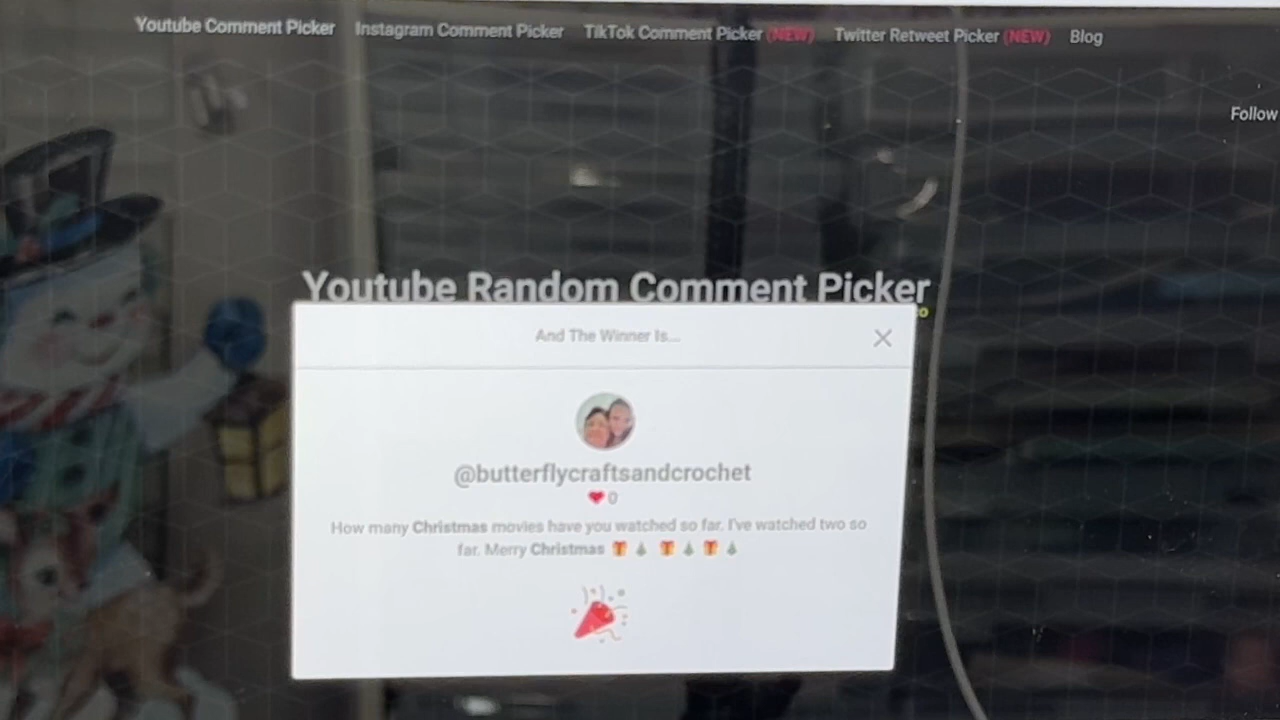 Youtube Comment Picker Instagram Comment Picker TikTok Comment Picker (NEW) Twitter Retweet Picker (NEW) Blog
Follow
Youtube Random Comment Picker
And The Winner Is...
@butterflycraftsandcrochet
❤ 0
How many Christmas movies have you watched so far. I've watched two so
far. Merry Christmas 🎁🎄🎁🎄🎁🎄